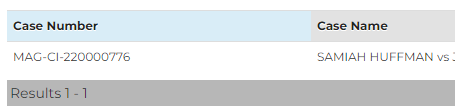 Case Number Case Name
MAG-CI-220000776 SAMIAH HUFFMAN vs
Results 1 - 1